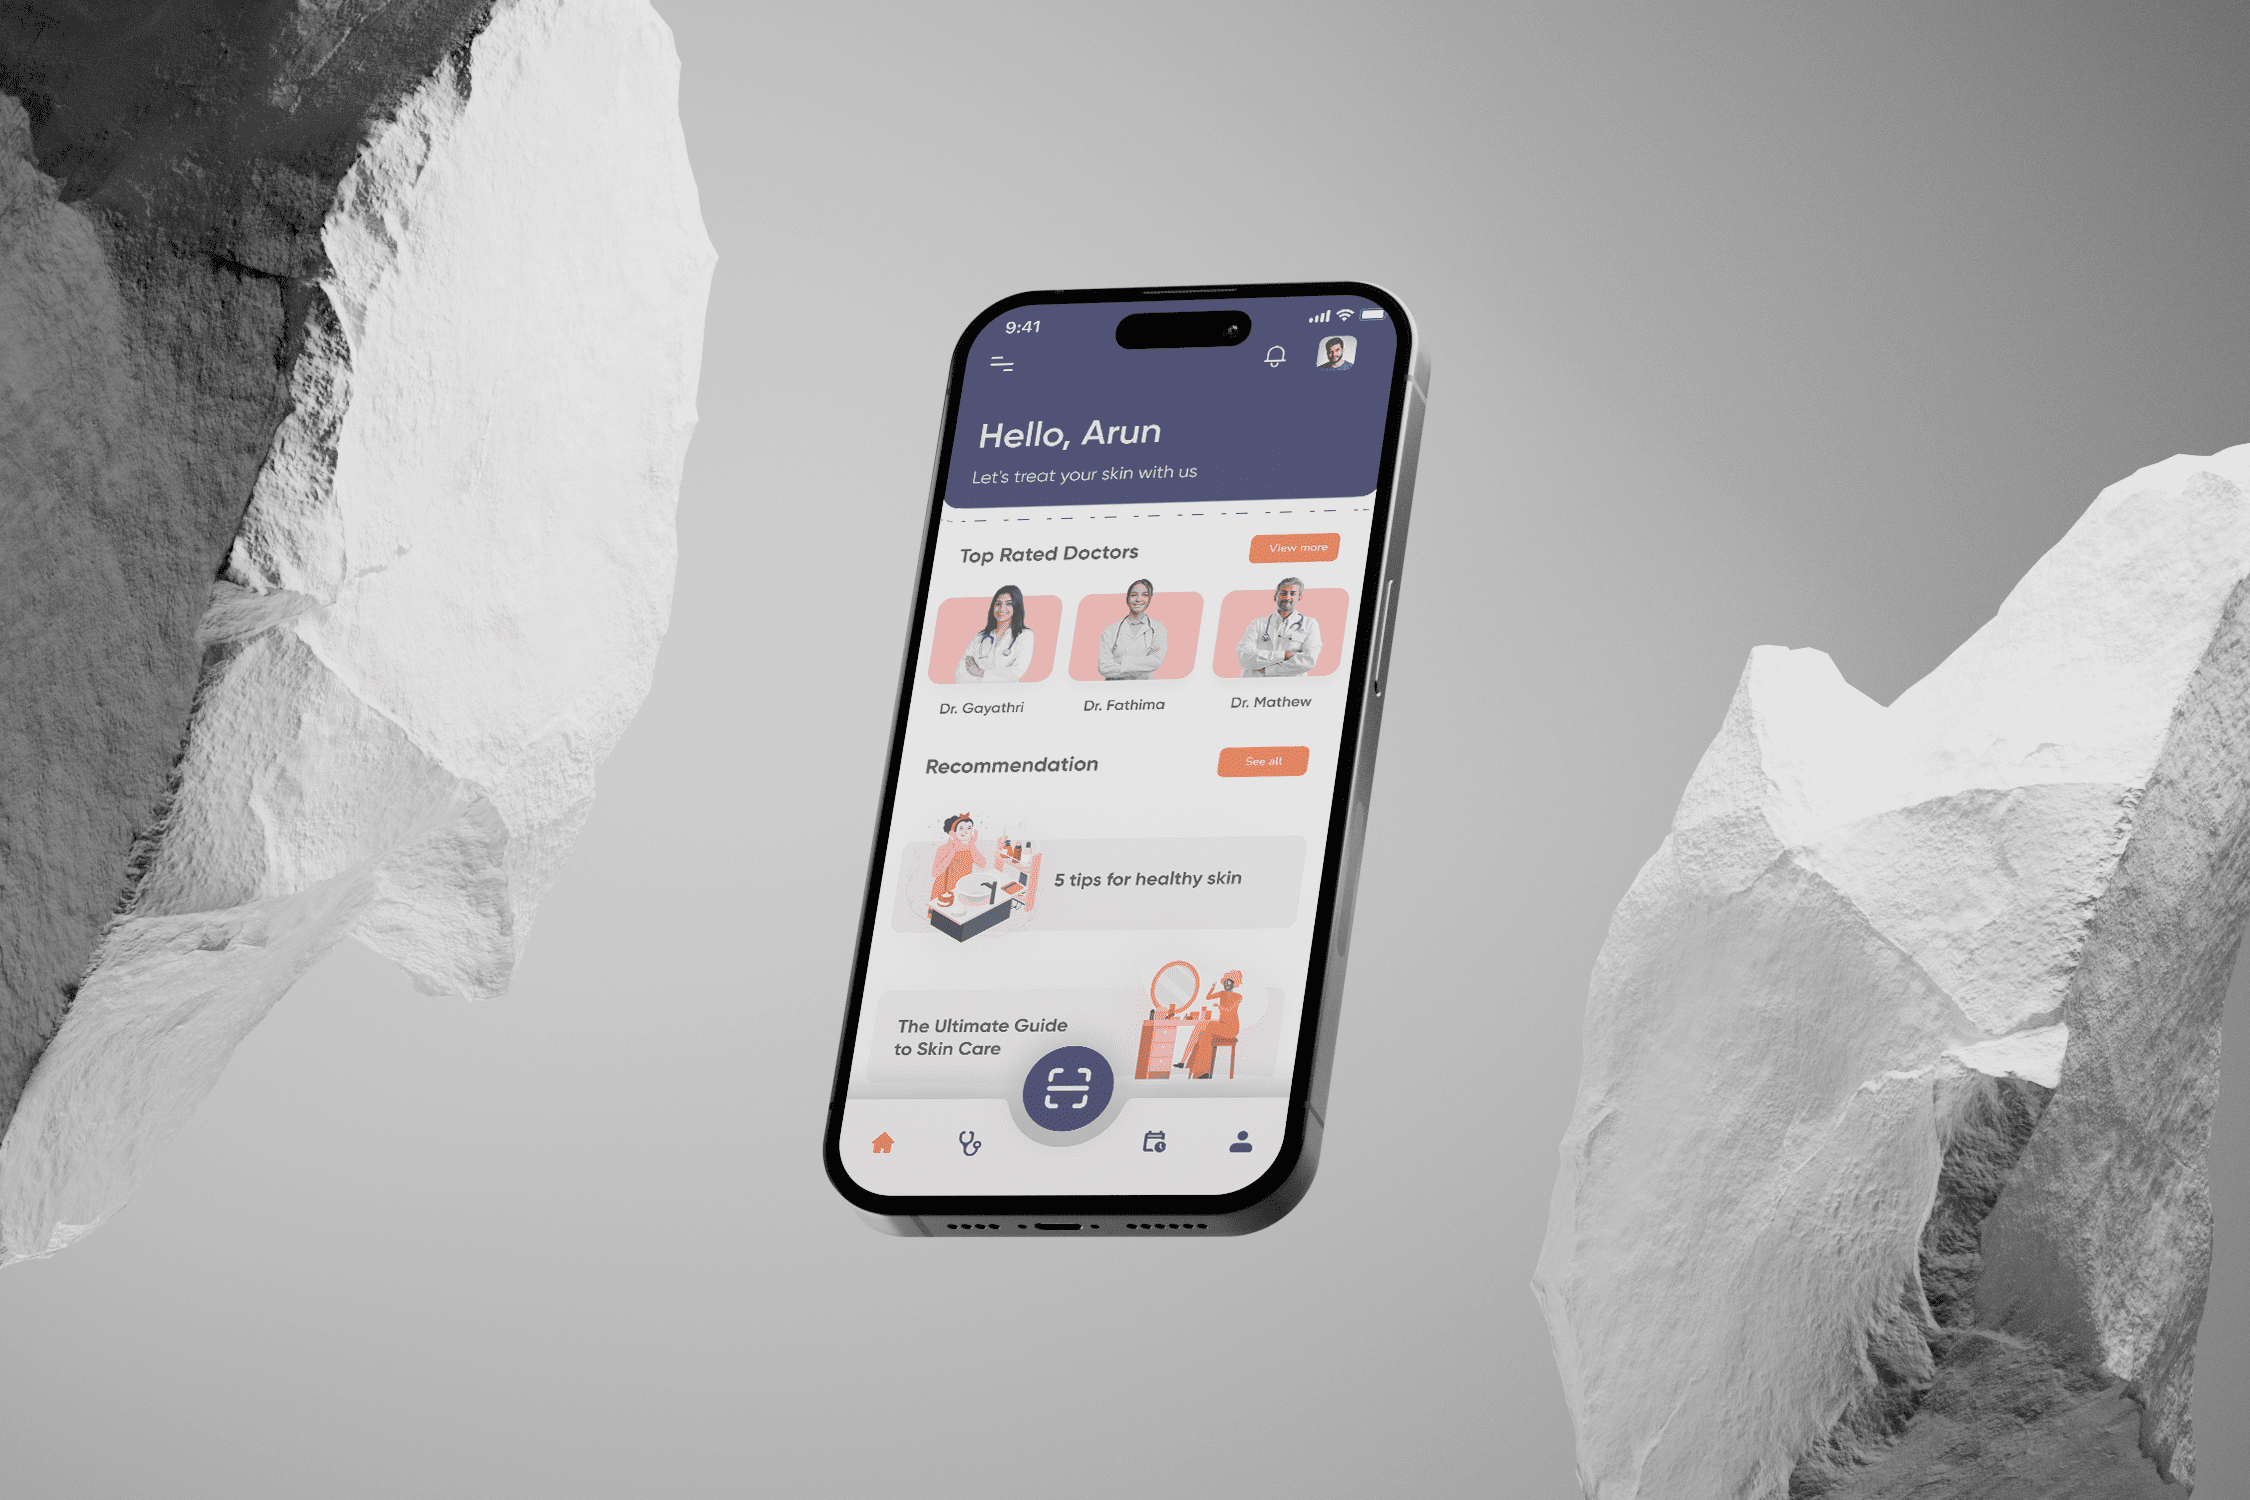 9:41
Hello, Arun
Let's treat your skin with us
Top Rated Doctors
View more
Dr. Gayathri
Dr. Fathima
Dr. Mathew
Recommendation
See all
5 tips for healthy skin
The Ultimate Guide
to Skin Care